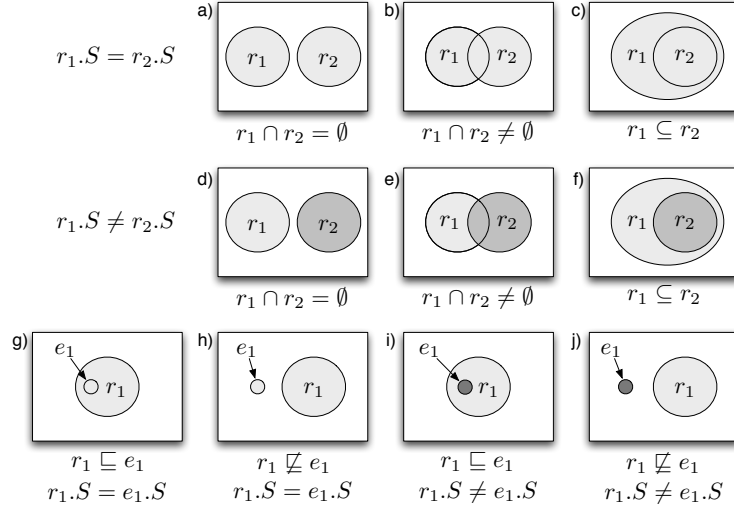 a) b) c)
r₁.S = r₂.S r₁ r₂ r₁ r₂ r₁ r₂
r₁ ∩ r₂ = ∅ r₁ ∩ r₂ ≠ ∅ r₁ ⊆ r₂
d) e) f)
r₁.S ≠ r₂.S r₁ r₂ r₁ r₂ r₁ r₂
r₁ ∩ r₂ = ∅ r₁ ∩ r₂ ≠ ∅ r₁ ⊆ r₂
g) h) i) j)
e₁ e₁ e₁ e₁
r₁ r₁ r₁ r₁
r₁ ⊑ e₁ r₁ ⋢ e₁ r₁ ⊑ e₁ r₁ ⋢ e₁
r₁.S = e₁.S r₁.S = e₁.S r₁.S ≠ e₁.S r₁.S ≠ e₁.S